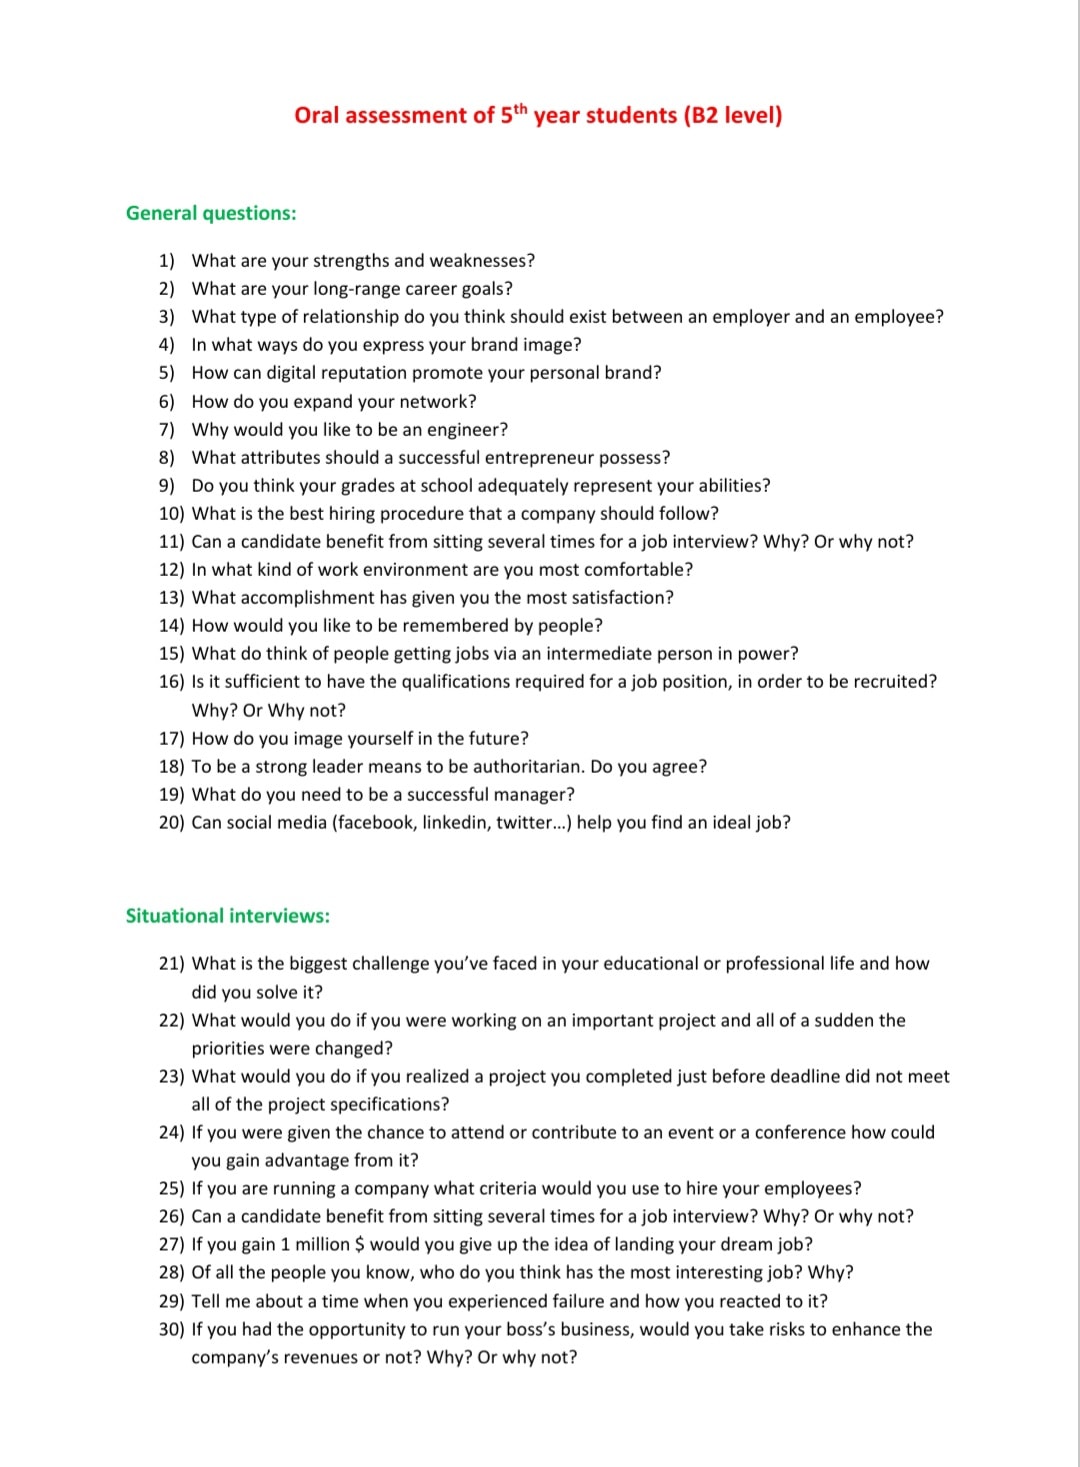 Oral assessment of 5th year students (B2 level)
General questions:
1) What are your strengths and weaknesses?
2) What are your long-range career goals?
3) What type of relationship do you think should exist between an employer and an employee?
4) In what ways do you express your brand image?
5) How can digital reputation promote your personal brand?
6) How do you expand your network?
7) Why would you like to be an engineer?
8) What attributes should a successful entrepreneur possess?
9) Do you think your grades at school adequately represent your abilities?
10) What is the best hiring procedure that a company should follow?
11) Can a candidate benefit from sitting several times for a job interview? Why? Or why not?
12) In what kind of work environment are you most comfortable?
13) What accomplishment has given you the most satisfaction?
14) How would you like to be remembered by people?
15) What do think of people getting jobs via an intermediate person in power?
16) Is it sufficient to have the qualifications required for a job position, in order to be recruited?
Why? Or Why not?
17) How do you image yourself in the future?
18) To be a strong leader means to be authoritarian. Do you agree?
19) What do you need to be a successful manager?
20) Can social media (facebook, linkedin, twitter...) help you find an ideal job?
Situational interviews:
21) What is the biggest challenge you've faced in your educational or professional life and how
did you solve it?
22) What would you do if you were working on an important project and all of a sudden the
priorities were changed?
23) What would you do if you realized a project you completed just before deadline did not meet
all of the project specifications?
24) If you were given the chance to attend or contribute to an event or a conference how could
you gain advantage from it?
25) If you are running a company what criteria would you use to hire your employees?
26) Can a candidate benefit from sitting several times for a job interview? Why? Or why not?
27) If you gain 1 million $ would you give up the idea of landing your dream job?
28) Of all the people you know, who do you think has the most interesting job? Why?
29) Tell me about a time when you experienced failure and how you reacted to it?
30) If you had the opportunity to run your boss's business, would you take risks to enhance the
company's revenues or not? Why? Or why not?